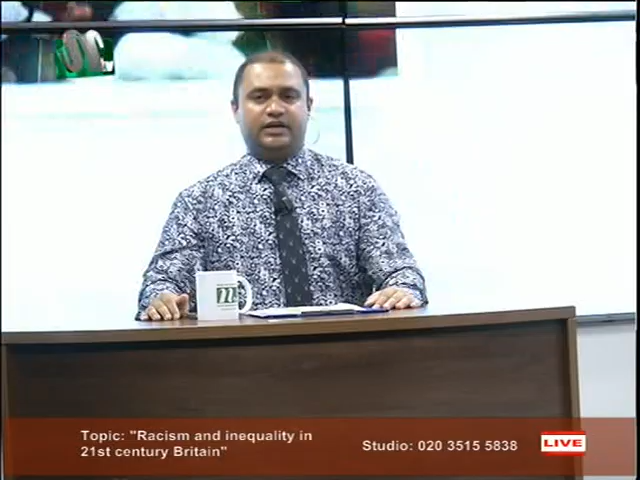 m
Topic: "Racism and inequality in
21st century Britain"
Studio: 020 3515 5838
LIVE